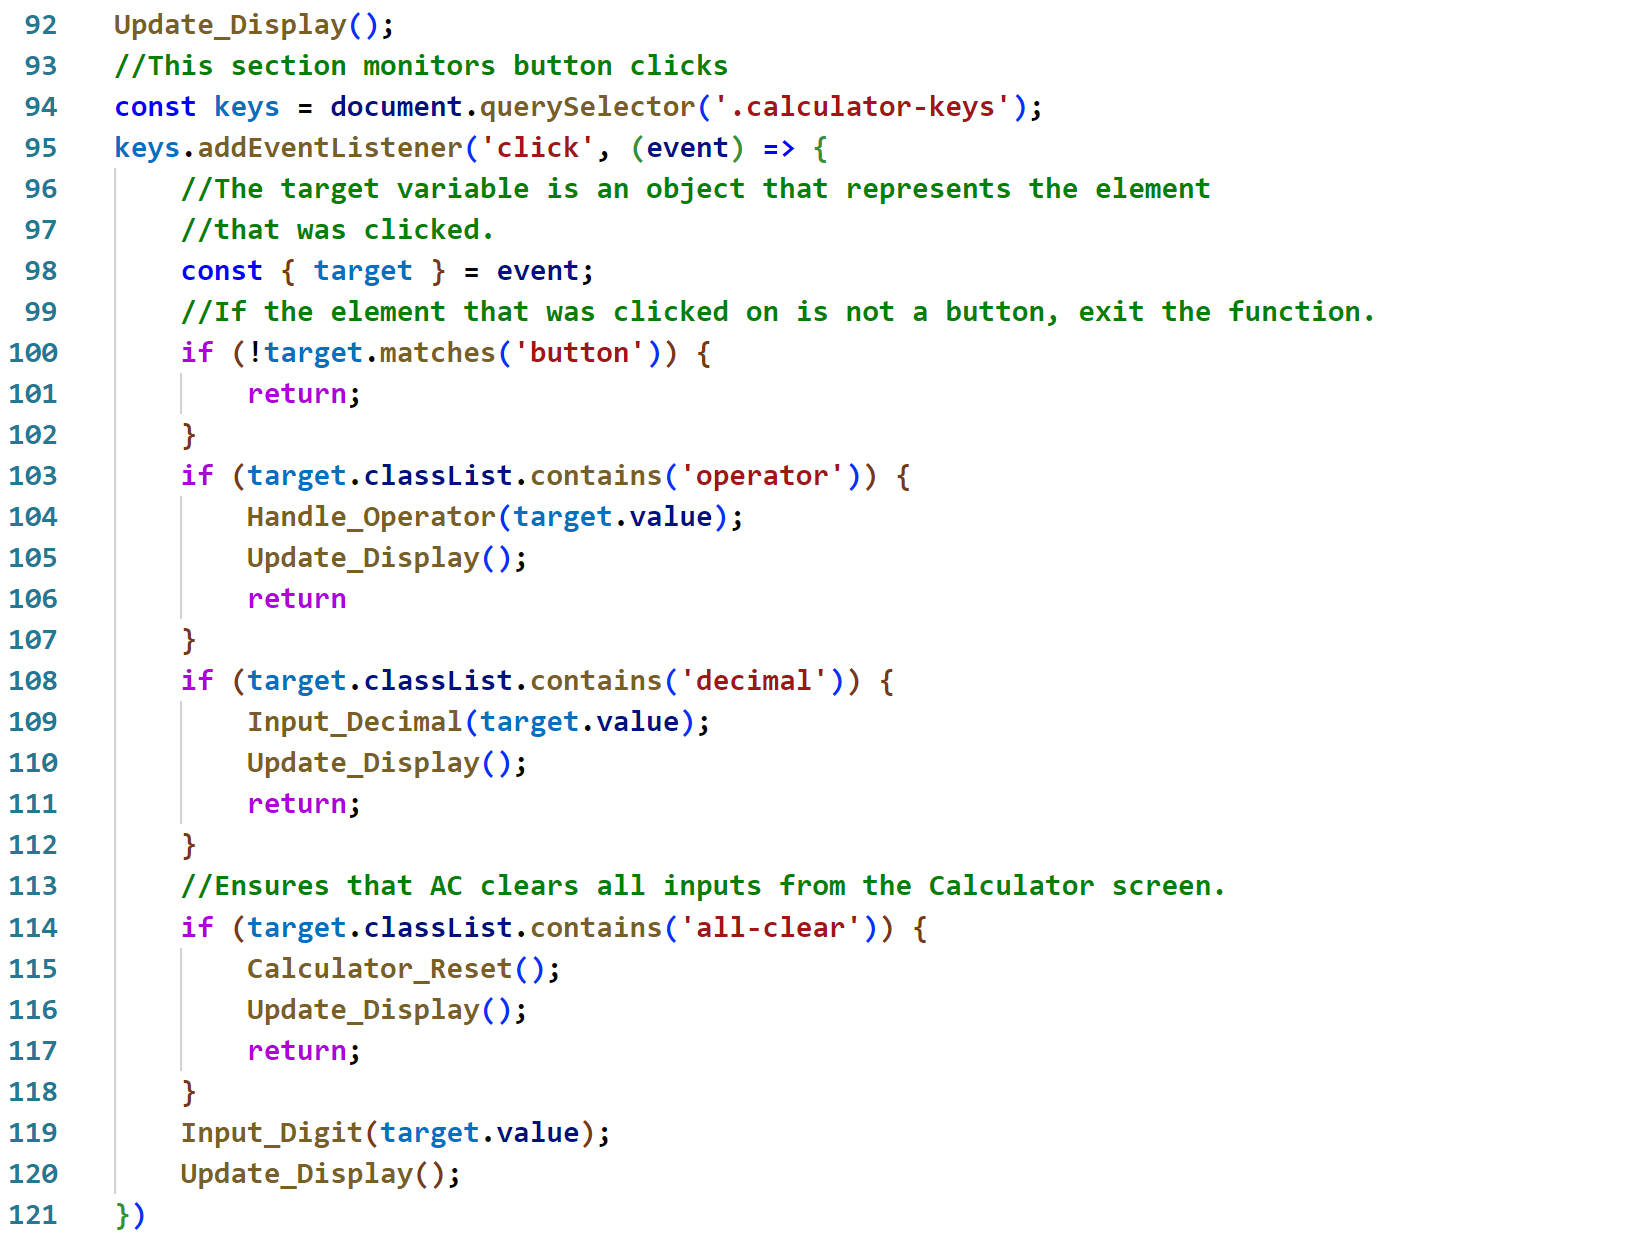 92 Update_Display();
93 //This section monitors button clicks
94 const keys = document.querySelector('.calculator-keys');
95 keys.addEventListener('click', (event) => {
96 //The target variable is an object that represents the element
97 //that was clicked.
98 const { target } = event;
99 //If the element that was clicked on is not a button, exit the function.
100 if (!target.matches('button')) {
101 return;
102 }
103 if (target.classList.contains('operator')) {
104 Handle_Operator(target.value);
105 Update_Display();
106 return
107 }
108 if (target.classList.contains('decimal')) {
109 Input_Decimal(target.value);
110 Update_Display();
111 return;
112 }
113 //Ensures that AC clears all inputs from the Calculator screen.
114 if (target.classList.contains('all-clear')) {
115 Calculator_Reset();
116 Update_Display();
117 return;
118 }
119 Input_Digit(target.value);
120 Update_Display();
121 })